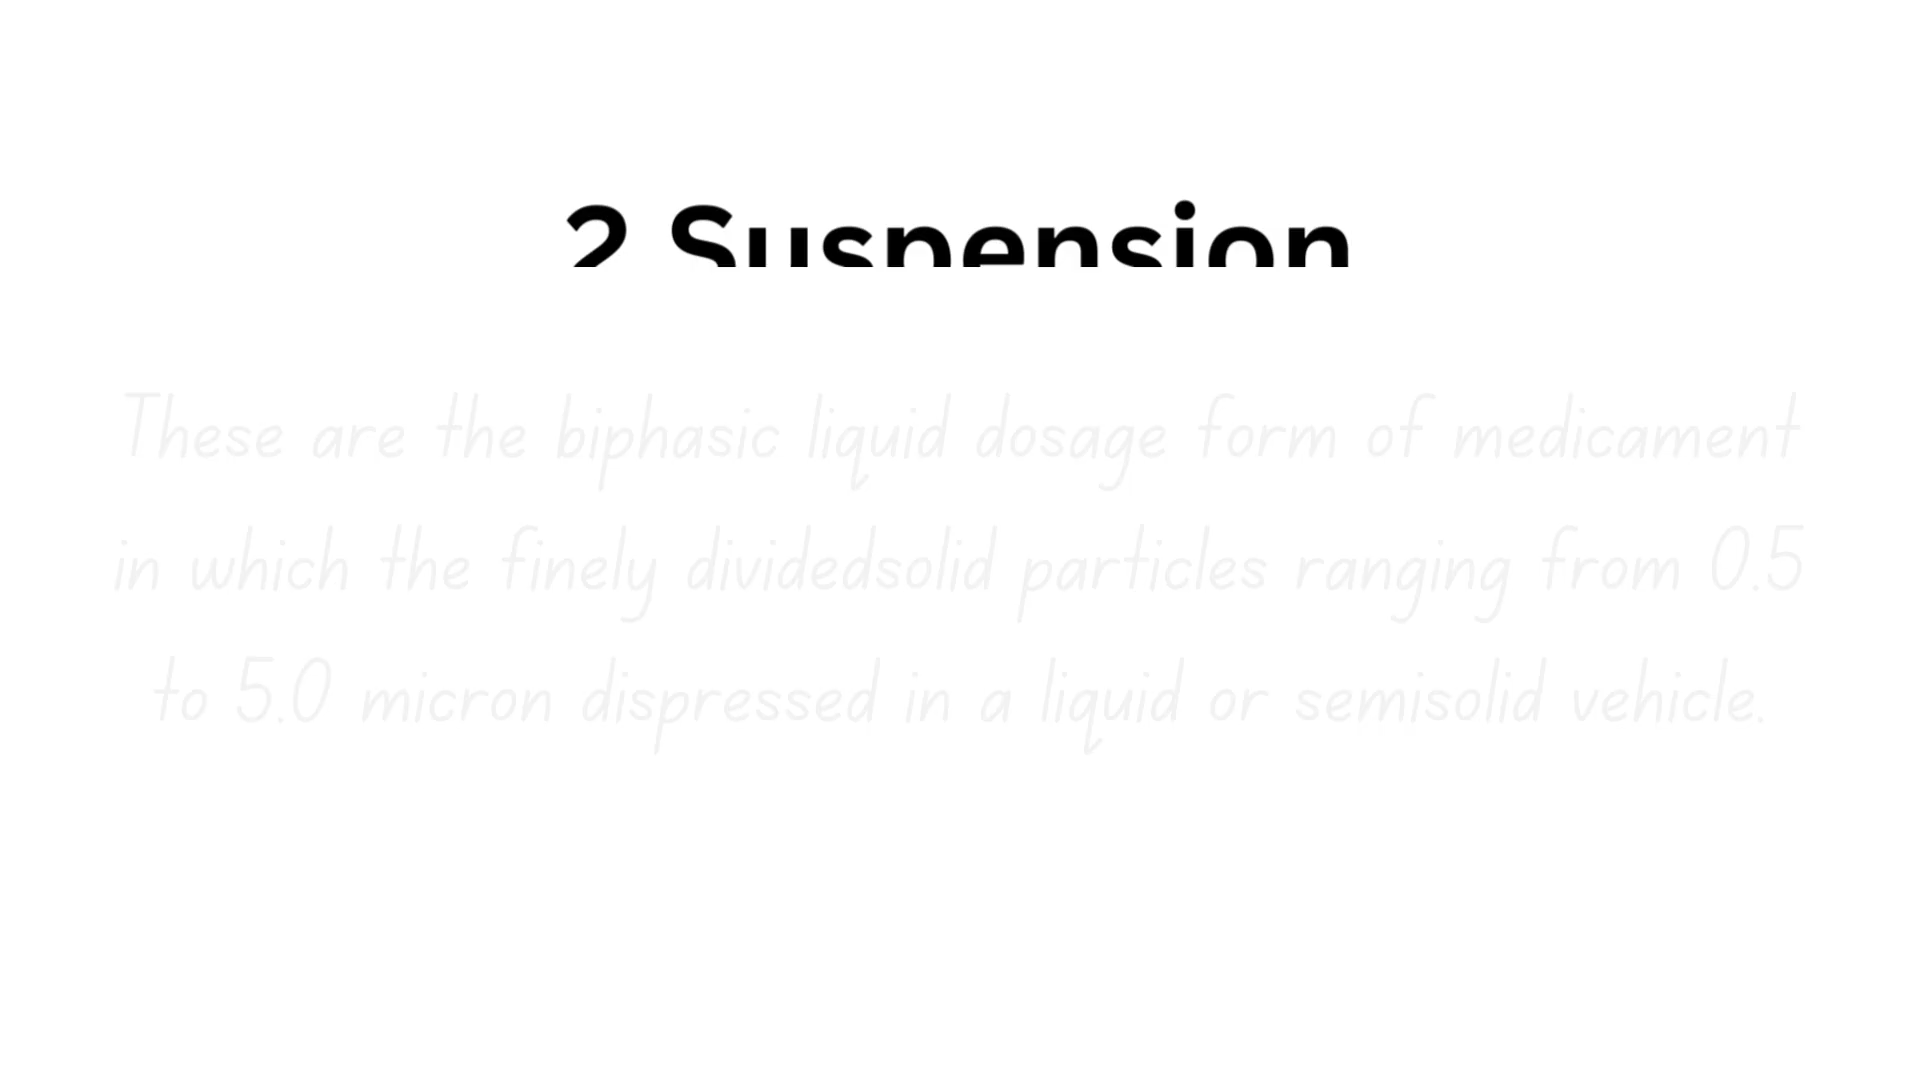 2 Suspension
These are the biphasic liquid dosage form of medicament
in which the finely dividedsolid particles ranging from 0.5
to 5.0 micron dispressed in a liquid or semisolid vehicle.